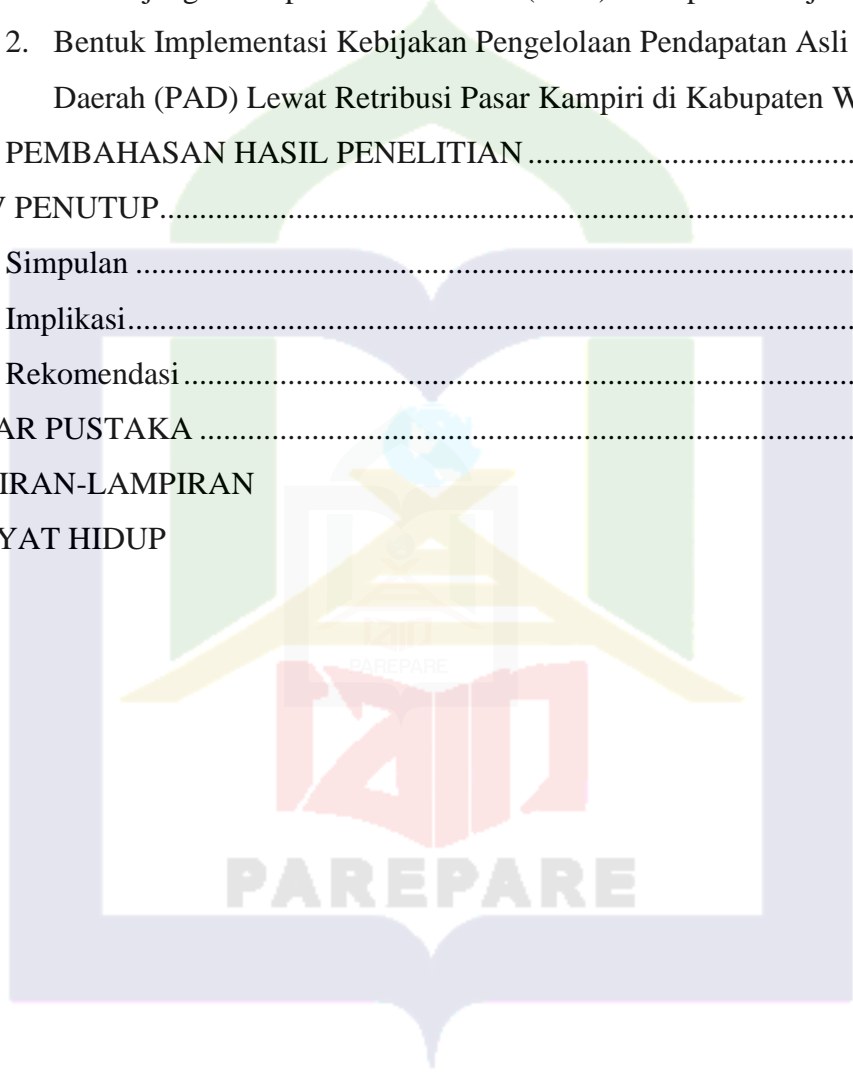 2. Bentuk Implementasi Kebijakan Pengelolaan Pendapatan Asli
Daerah (PAD) Lewat Retribusi Pasar Kampiri di Kabupaten W
PEMBAHASAN HASIL PENELITIAN ........................................
PENUTUP................................................................................
Simpulan ................................................................................
Implikasi................................................................................
Rekomendasi ........................................................................
AR PUSTAKA ........................................................................
IRAN-LAMPIRAN
YAT HIDUP
PAREPARE
PAREPARE